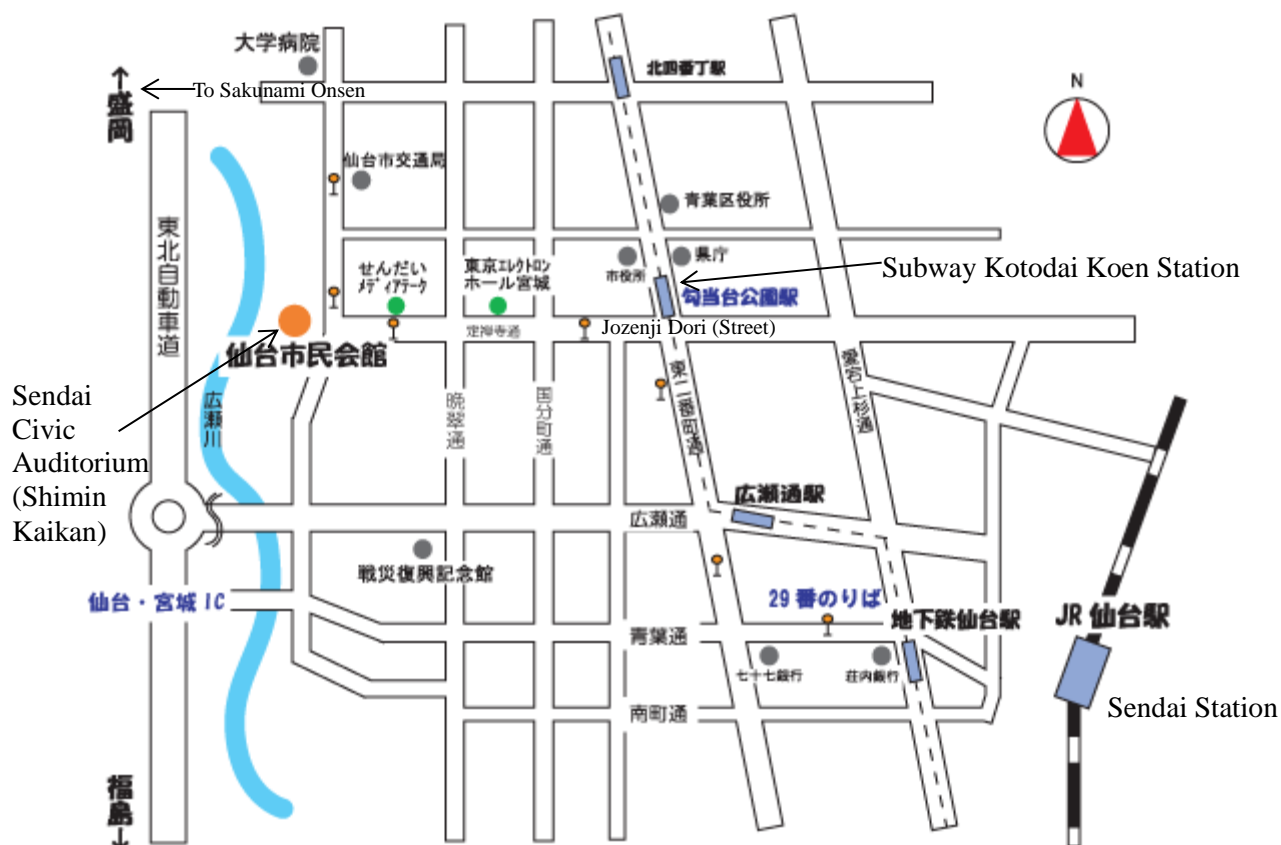 大学病院
北四番丁駅
N
↑
盛岡
To Sakunami Onsen
仙台市交通局
青葉区役所
東北自動車道
せんだい
メディアテーク
東京エレクトロン
ホール宮城
市役所
県庁
Subway Kotodai Koen Station
勾当台公園駅
定禅寺通
Jozenji Dori (Street)
仙台市民会館
Sendai
Civic
Auditorium
(Shimin
Kaikan)
広瀬川
晩翠通
国分町通
東二番町通
愛宕上杉通
広瀬通駅
広瀬通
戦災復興記念館
仙台・宮城 IC
29 番のりば
地下鉄仙台駅
JR 仙台駅
青葉通
七十七銀行
荘内銀行
南町通
Sendai Station
福島
↓